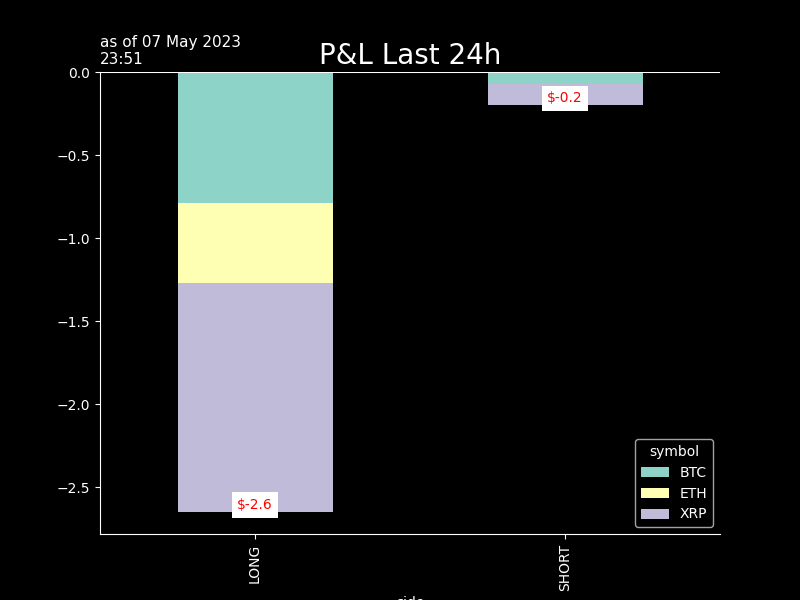 as of 07 May 2023
23:51
P&L Last 24h
0.0
−0.5
−1.0
−1.5
−2.0
−2.5
$-2.6
$-0.2
symbol
BTC
ETH
XRP
LONG
SHORT